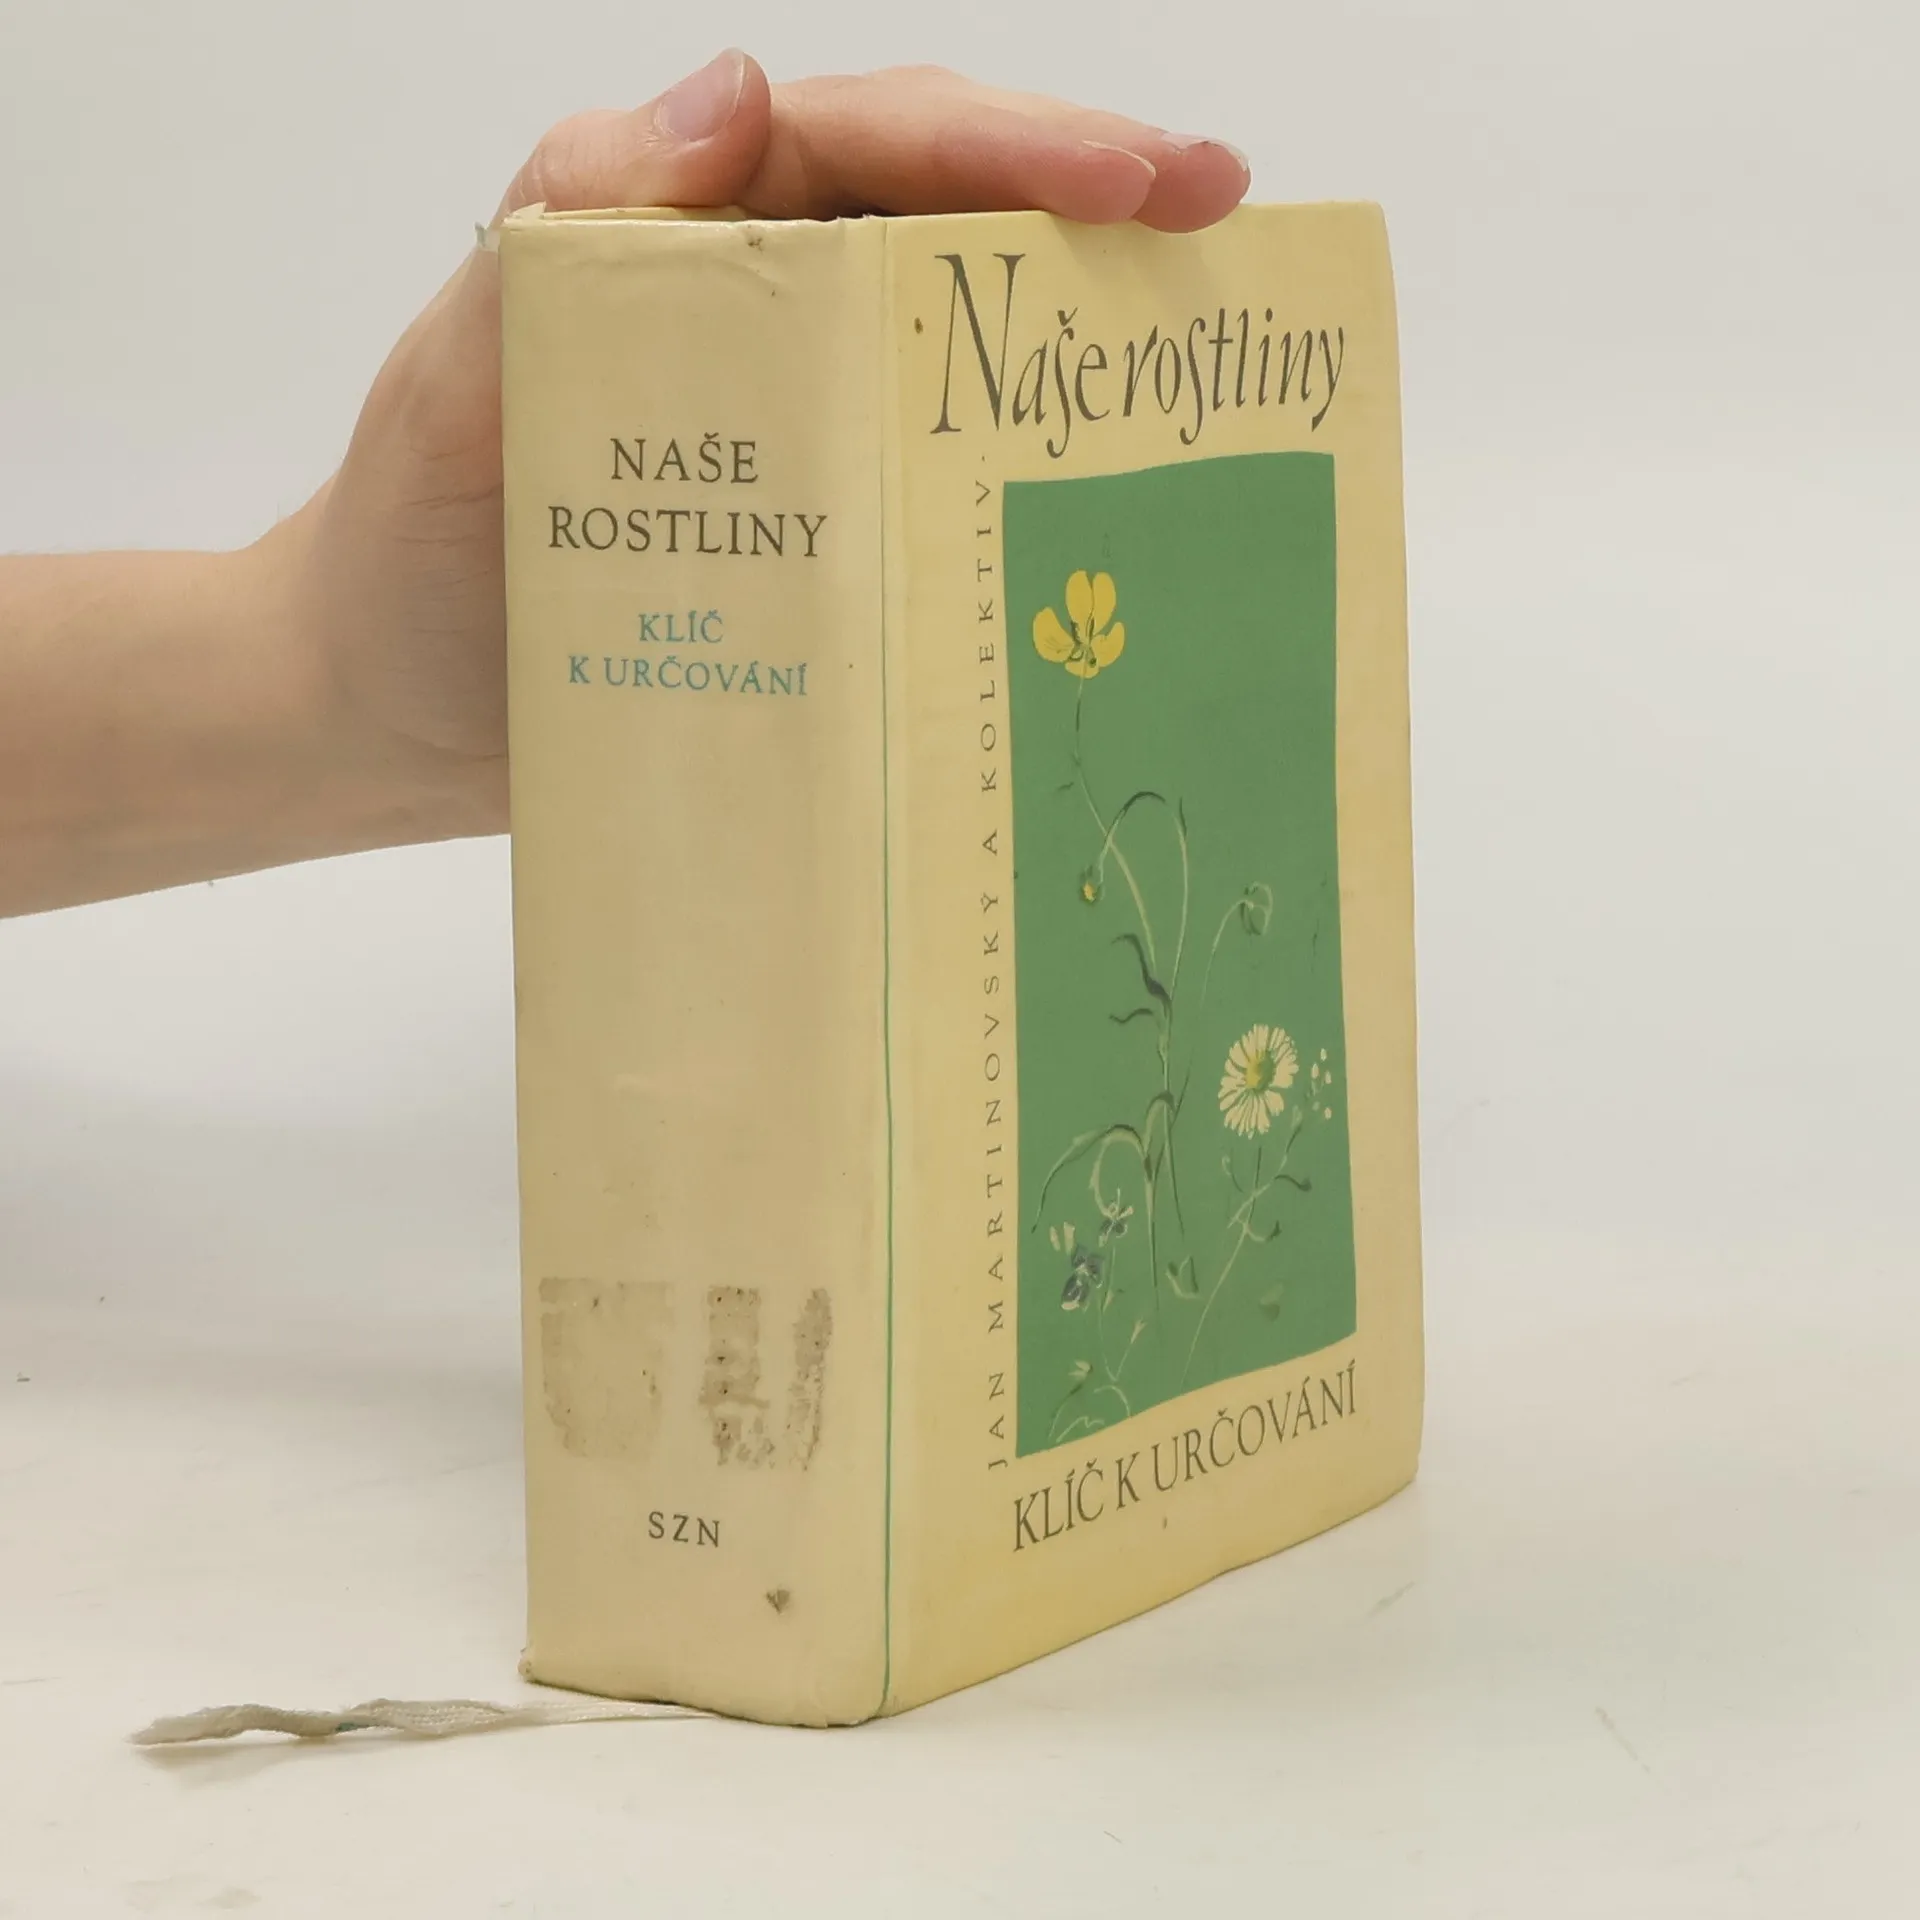 NAŠE
ROSTLINY
KLÍČ
K URČOVÁNÍ
SZN
Naše rostliny
JAN MARTINOVSKÝ A KOLEKTIV.
KLÍČ K URČOVÁNÍ